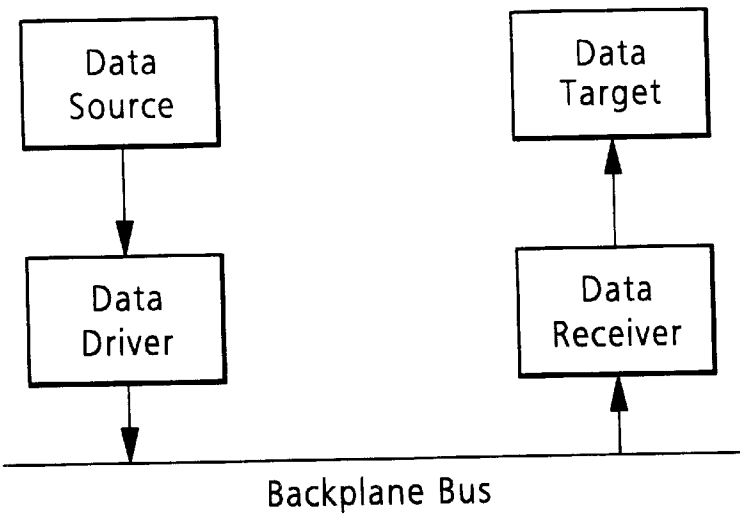 Data
Source
Data
Target
Data
Driver
Data
Receiver
Backplane Bus